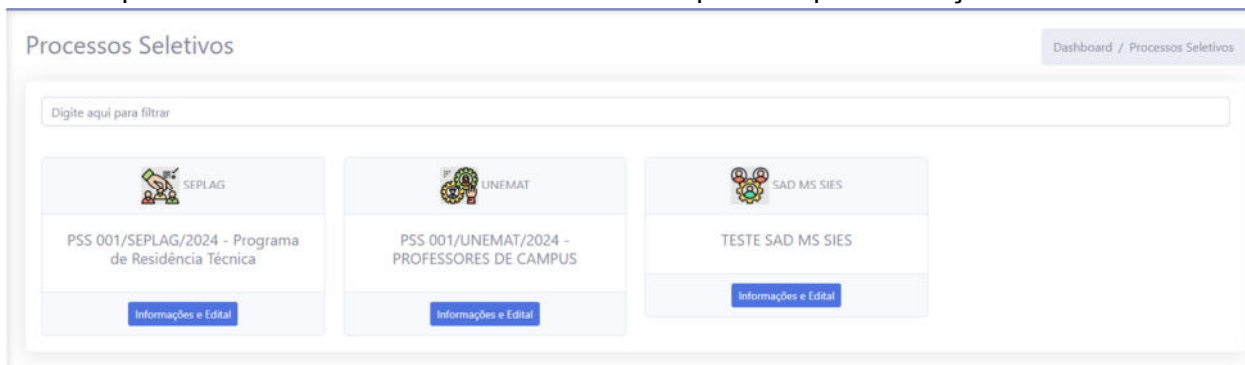 Processos Seletivos
Dashboard / Processos Seletivos
Digite aqui para filtrar
SEPLAG
PSS 001/SEPLAG/2024 - Programa
de Residência Técnica
Informações e Edital
UNEMAT
PSS 001/UNEMAT/2024 -
PROFESSORES DE CAMPUS
Informações e Edital
SAD MS SIES
TESTE SAD MS SIES
Informações e Edital